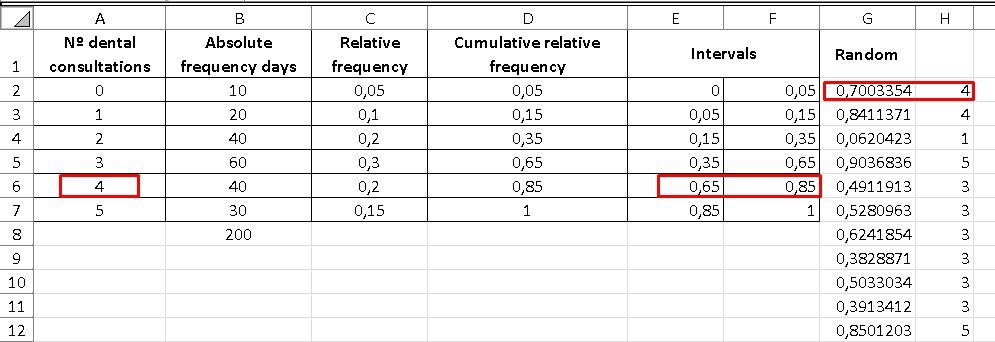 A B C D E F G H
1 Nº dental consultations Absolute frequency days Relative frequency Cumulative relative frequency Intervals Random
2 0 10 0,05 0,05 0 0,05 0,7003354 4
3 1 20 0,1 0,15 0,05 0,15 0,8411371 4
4 2 40 0,2 0,35 0,15 0,35 0,0620423 1
5 3 60 0,3 0,65 0,35 0,65 0,9036836 5
6 4 40 0,2 0,85 0,65 0,85 0,4911913 3
7 5 30 0,15 1 0,85 1 0,5280963 3
8 200 0,6241854 3
9 0,3828871 3
10 0,5033034 3
11 0,3913412 3
12 0,8501203 5